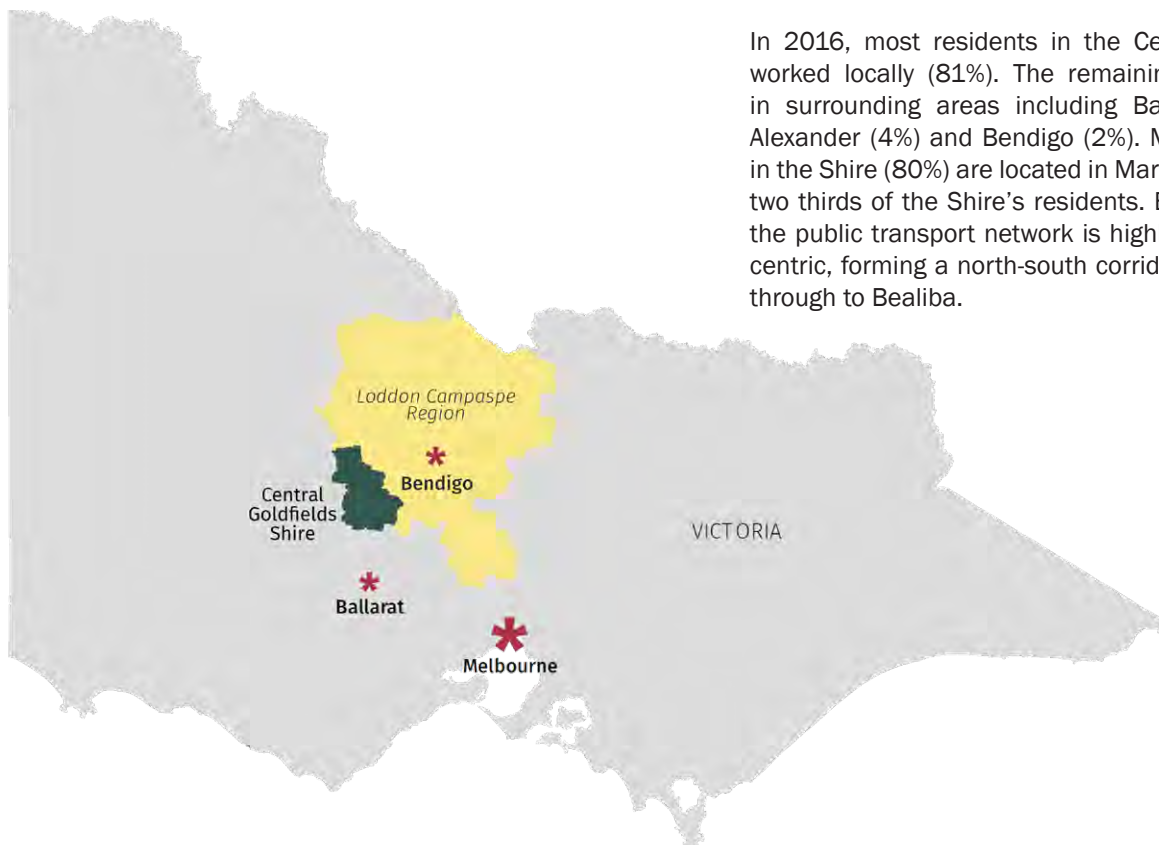 In 2016, most residents in the Ce
worked locally (81%). The remainin
in surrounding areas including Ba
Alexander (4%) and Bendigo (2%). M
in the Shire (80%) are located in Mar
two thirds of the Shire's residents. E
the public transport network is high
centric, forming a north-south corrid
through to Bealiba.
Loddon Campaspe
Region
Bendigo
Central
Goldfields
Shire
VICTORIA
Ballarat
Melbourne